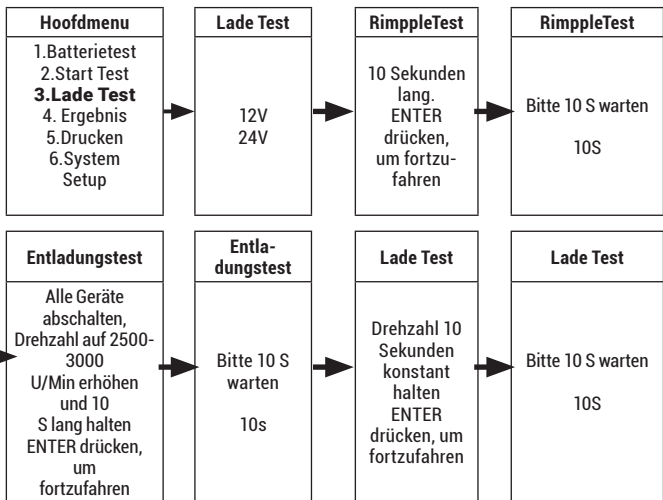 Hoofdmenu
1.Batterietest
2.Start Test
3.Lade Test
4. Ergebnis
5.Drucken
6.System
Setup
Lade Test
12V
24V
RimppleTest
10 Sekunden
lang.
ENTER
drücken,
um fortzu-
fahren
RimppleTest
Bitte 10 S warten
10S
Entladungstest
Alle Geräte
abschalten,
Drehzahl auf 2500-
3000
U/Min erhöhen
und 10
S lang halten
ENTER drücken,
um
fortzufahren
Entla-
dungstest
Bitte 10 S
warten
10s
Lade Test
Drehzahl 10
Sekunden
konstant
halten
ENTER
drücken, um
fortzufahren
Lade Test
Bitte 10 S warten
10S